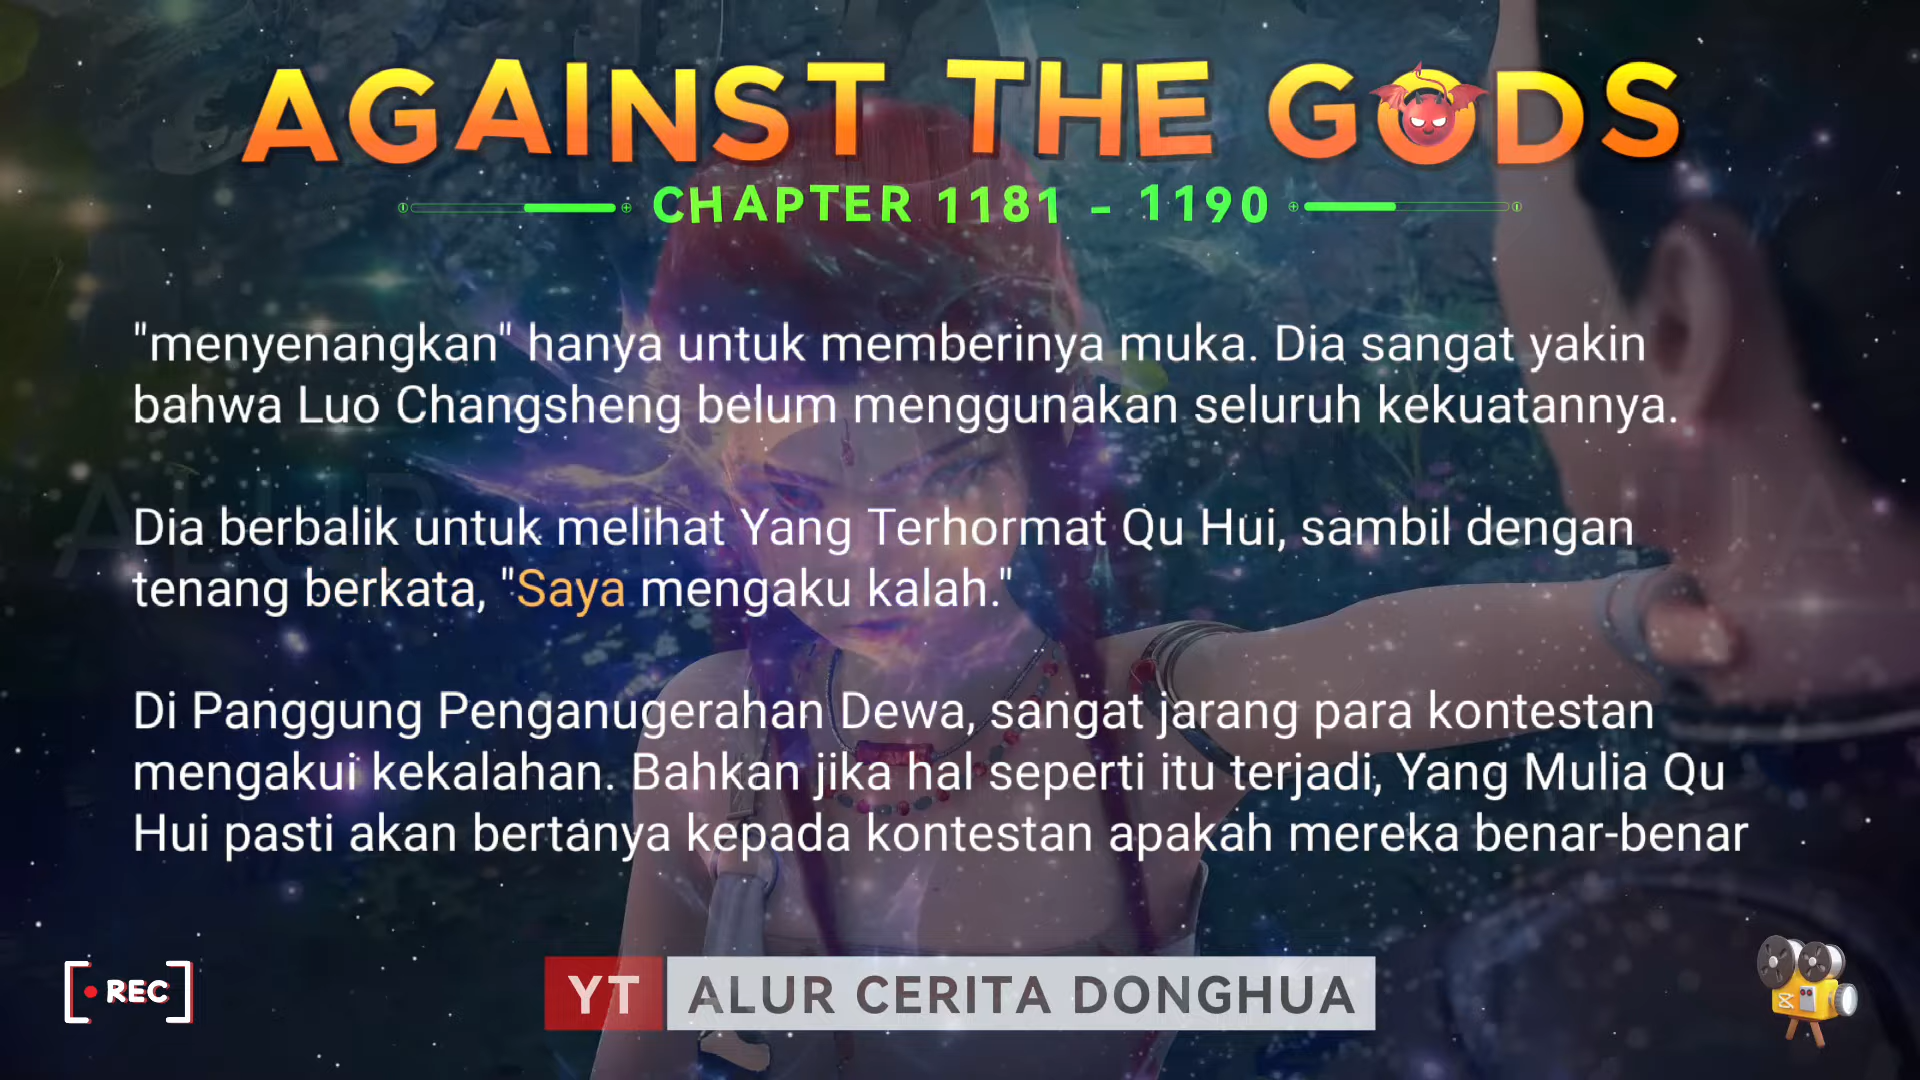 AGAINST THE GODS
CHAPTER 1181 - 1190
"menyenangkan" hanya untuk memberinya muka. Dia sangat yakin
bahwa Luo Changsheng belum menggunakan seluruh kekuatannya.
Dia berbalik untuk melihat Yang Terhormat Qu Hui, sambil dengan
tenang berkata, "Saya mengaku kalah."
Di Panggung Penganugerahan Dewa, sangat jarang para kontestan
mengakui kekalahan. Bahkan jika hal seperti itu terjadi, Yang Mulia Qu
Hui pasti akan bertanya kepada kontestan apakah mereka benar-benar
REC
YT ALUR CERITA DONGHUA